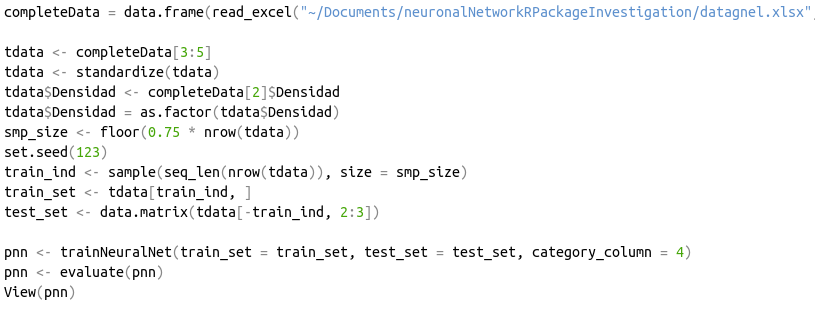 completeData = data.frame(read_excel("~/Documents/neuronalNetworkRPackageInvestigation/datagnel.xlsx",
tdata <- completeData[3:5]
tdata <- standardize(tdata)
tdata$Densidad <- completeData[2]$Densidad
tdata$Densidad = as.factor(tdata$Densidad)
smp_size <- floor(0.75 * nrow(tdata))
set.seed(123)
train_ind <- sample(seq_len(nrow(tdata)), size = smp_size)
train_set <- tdata[train_ind, ]
test_set <- data.matrix(tdata[-train_ind, 2:3])
pnn <- trainNeuralNet(train_set = train_set, test_set = test_set, category_column = 4)
pnn <- evaluate(pnn)
View(pnn)